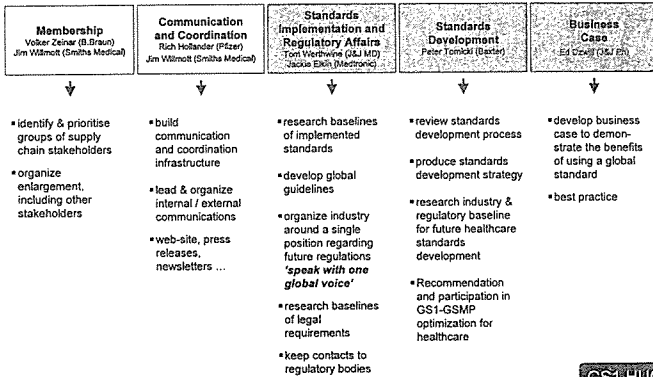 Membership
Volker Zeinar (B.Braun)
Jim Willmott (Smiths Medical)
identify & prioritise
groups of supply
chain stakeholders
organize
enlargement,
including other
stakeholders
Communication
and Coordination
Rich Hollander (Pfizer)
Jim Willmott (Smiths Medical)
build
communication
and coordination
infrastructure
lead & organize
internal / external
communications
web-site, press
releases,
newsletters ...
Standards
Implementation and
Regulatory Affairs
Tom Werthwine (J&J MD)
Jackie Elkin (Medtronic)
research baselines
of implemented
standards
develop global
guidelines
organize industry
around a single
position regarding
future regulations
'speak with one
global voice'
research baselines
of legal
requirements
keep contacts to
regulatory bodies
Standards
Development
Peter Tomicki (Baxter)
review standards
development process
produce standards
development strategy
research industry &
regulatory baseline
for future healthcare
standards
development
Recommendation
and participation in
GS1-GSMP
optimization for
healthcare
Business
Case
Ed (J&J Ph)
develop business
case to demon-
strate the benefits
of using a global
standard
best practice
GS1 HUG